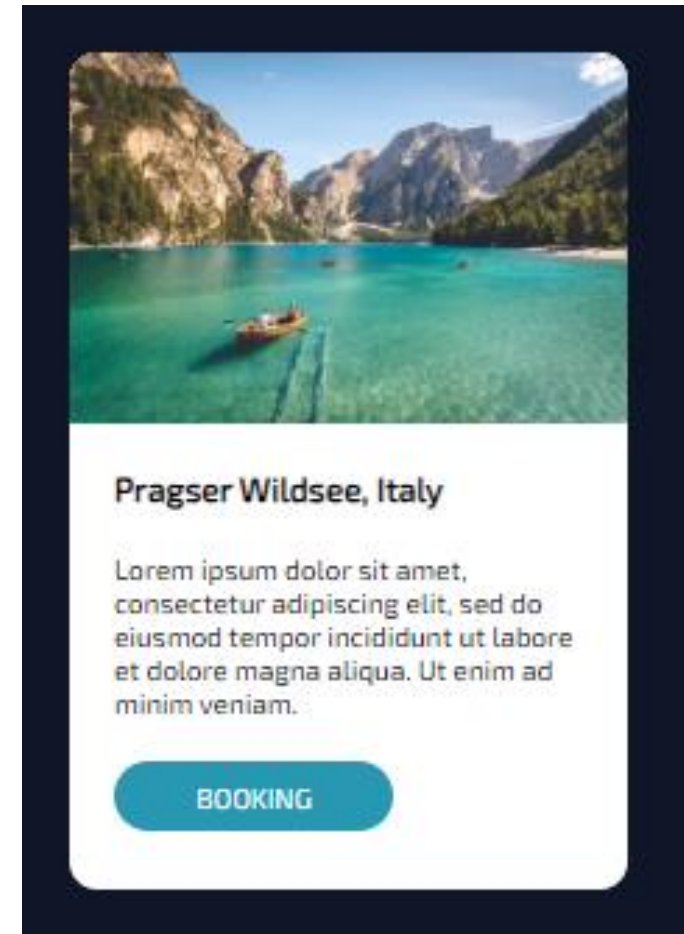 Pragser Wildsee, Italy
Lorem ipsum dolor sit amet,
consectetur adipiscing elit, sed do
eiusmod tempor incididunt ut labore
et dolore magna aliqua. Ut enim ad
minim veniam.
BOOKING